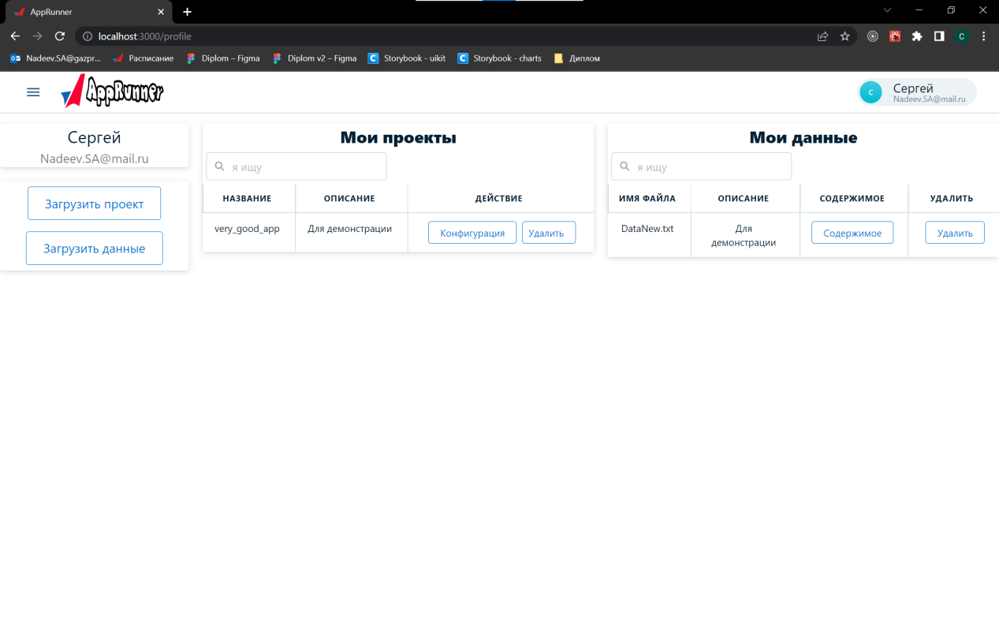 AppRunner
localhost:3000/profile
С
Nadeev.SA@gazpr...
Расписание
Diplom – Figma
Diplom v2 – Figma
Storybook - uikit
Storybook - charts
Диплом
AppRunner
С
Сергей
Nadeev.SA@mail.ru
Сергей
Nadeev.SA@mail.ru
Загрузить проект
Загрузить данные
Мои проекты
я ищу
НАЗВАНИЕ ОПИСАНИЕ ДЕЙСТВИЕ
very_good_app Для демонстрации Конфигурация Удалить
Мои данные
я ищу
ИМЯ ФАЙЛА ОПИСАНИЕ СОДЕРЖИМОЕ УДАЛИТЬ
DataNew.txt Для Содержимое Удалить
демонстрации